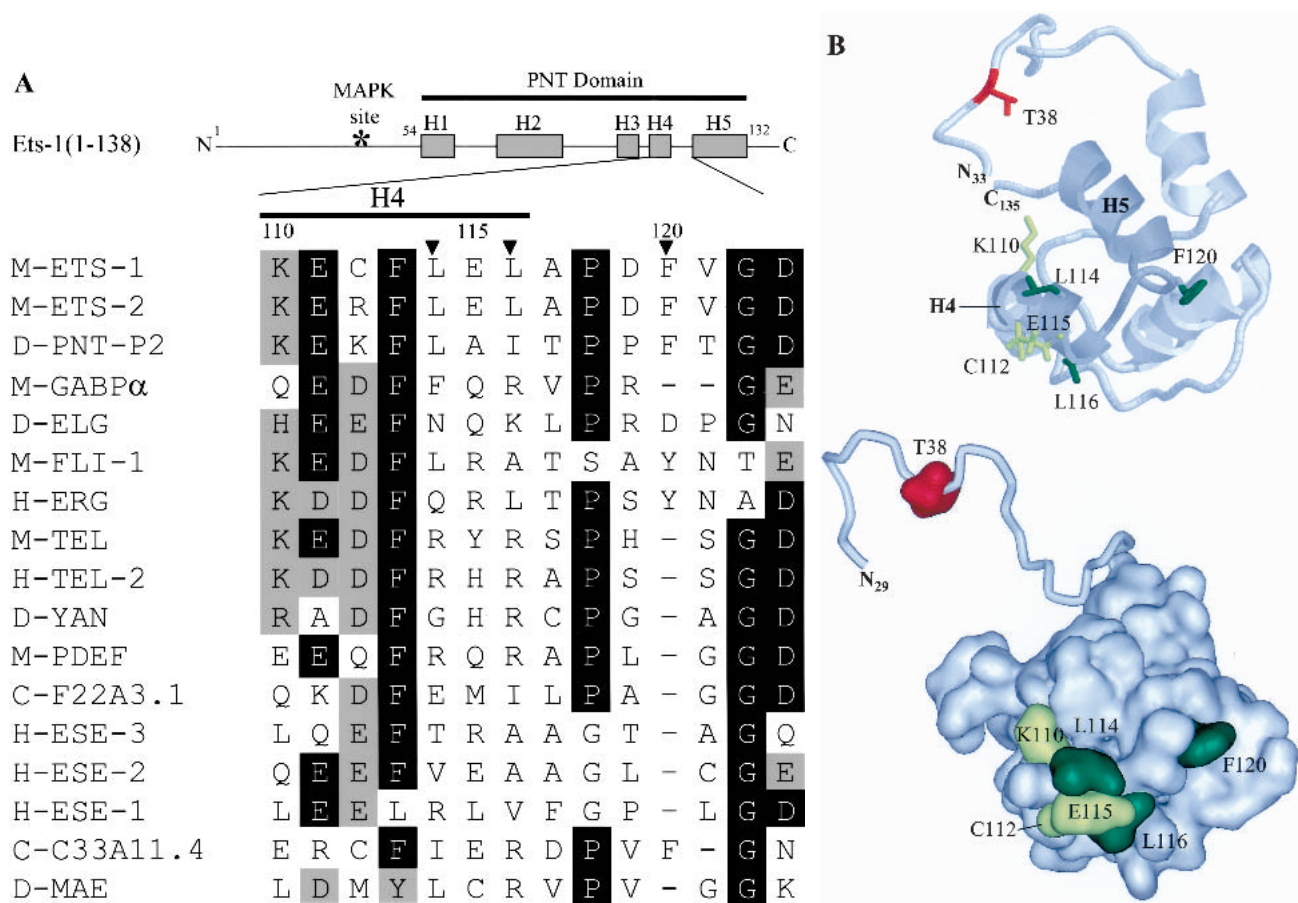 A
B
PNT Domain
MAPK
site
*
Ets-1(1-138)
N 1 54 H1 H2 H3 H4 H5 132 C
H4
110 115 120
M-ETS-1 K E C F L E L A P D F V G D
M-ETS-2 K E R F L E L A P D F V G D
D-PNT-P2 K E K F L A I T P P F T G D
M-GABPα Q E D F F Q R V P R - - G E
D-ELG H E E F N Q K L P R D P G N
M-FLI-1 K E D F L R A T S A Y N T E
H-ERG K D D F Q R L T P S Y N A D
M-TEL K E D F R Y R S P H - S G D
H-TEL-2 K D D F R H R A P S - S G D
D-YAN R A D F G H R C P G - A G D
M-PDEF E E Q F R Q R A P L - G G D
C-F22A3.1 Q K D F E M I L P A - G G D
H-ESE-3 L Q E F T R A A G T - A G Q
H-ESE-2 Q E E F V E A A G L - C G E
H-ESE-1 L E E L R L V F G P - L G D
C-C33A11.4 E R C F I E R D P V F - G N
D-MAE L D M Y L C R V P V - G G K
T38
N33
C135
H5
K110
F120
L114
H4
E115
C112
L116
T38
N29
L114
K110
F120
E115
C112
L116